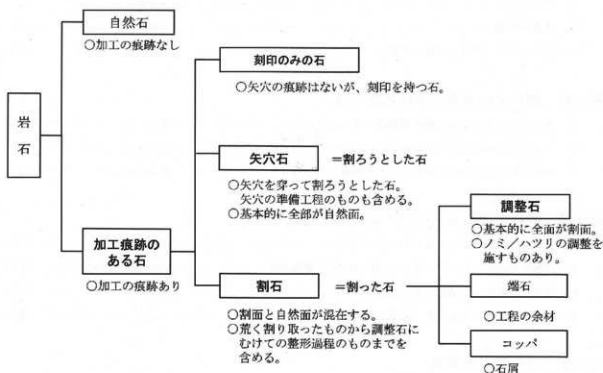 自然石
○加工の痕跡なし
岩石
加工痕跡のある石
○加工の痕跡あり
刻印のみの石
○矢穴の痕跡はないが、刻印を持つ石。
矢穴石 =割ろうとした石
○矢穴を穿って割ろうとした石。
矢穴の準備工程のものも含める。
○基本的に全部が自然面。
割石 =割った石
○割面と自然面が混在する。
○荒く割り取ったものから調整石に
むけての整形過程のものまでを
含める。
調整石
○基本的に全面が割面。
○ノミ/ハツリの調整を
施すものあり。
端石
○工程の余材
コッパ
○石屑